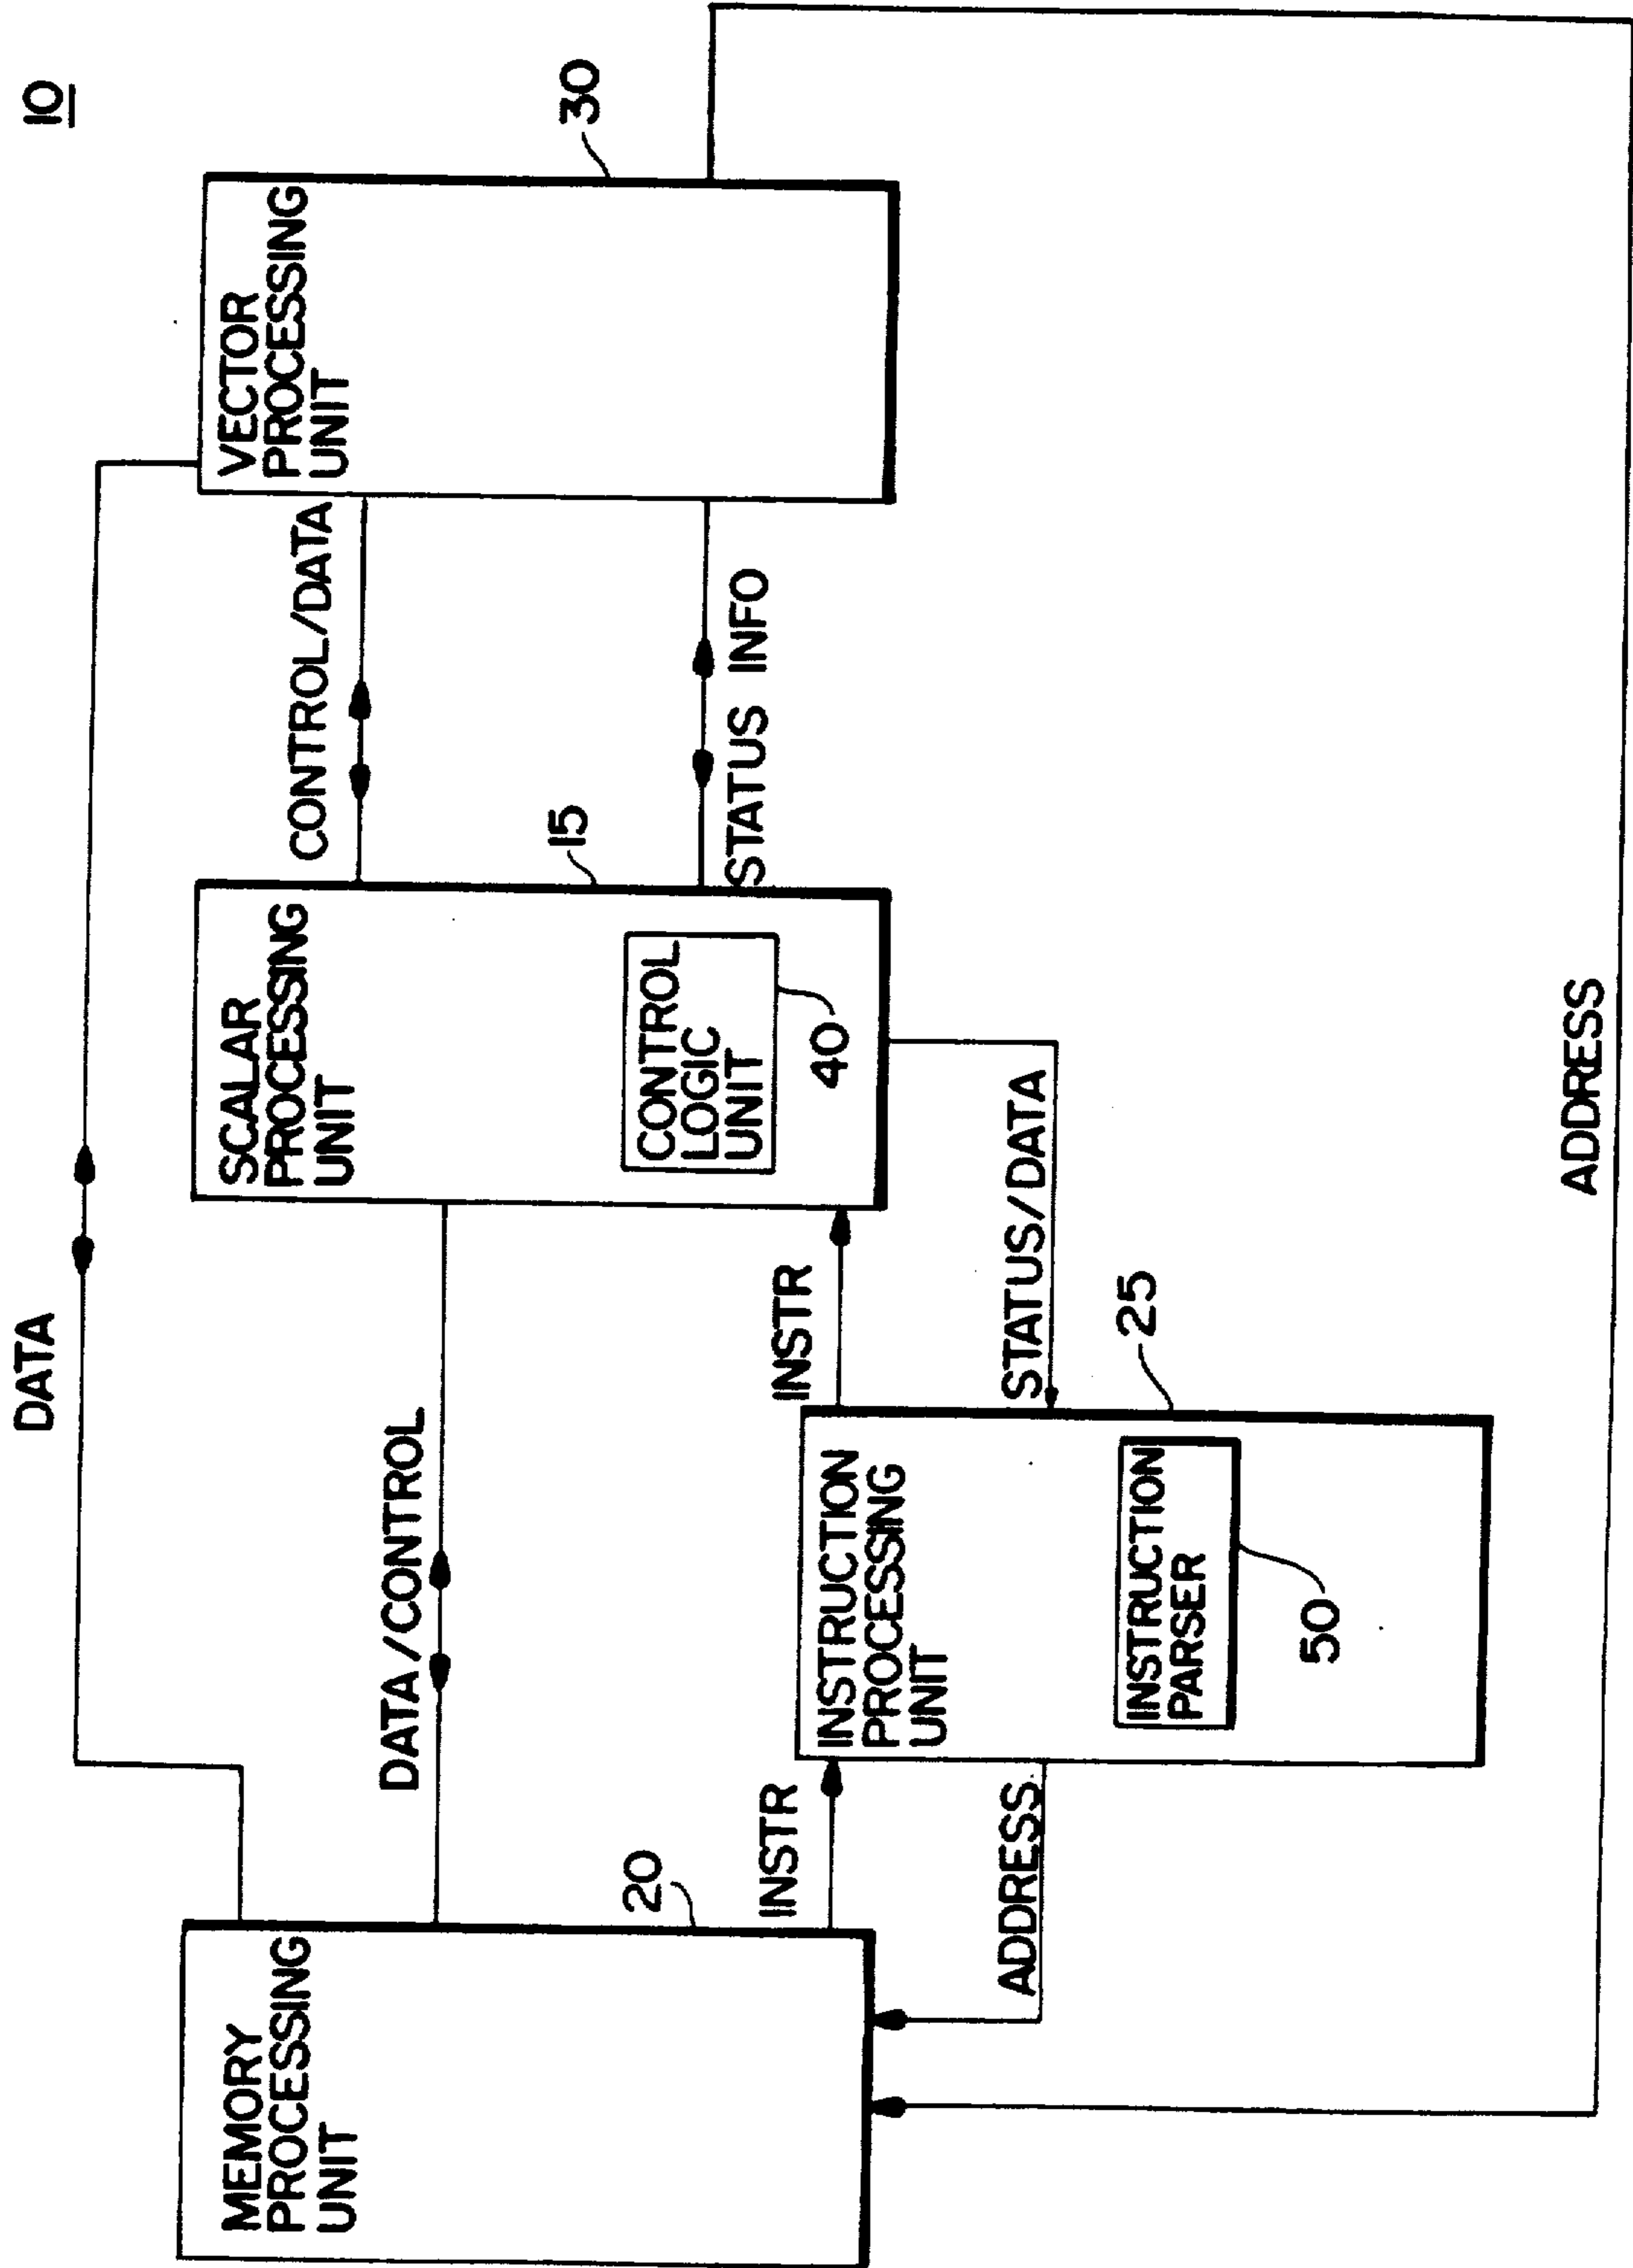 10
DATA
MEMORY
PROCESSING
UNIT
20
DATA/CONTROL
SCALAR
PROCESSING
UNIT
15
CONTROL
LOGIC
UNIT
40
CONTROL/DATA
STATUS INFO
VECTOR
PROCESSING
UNIT
30
INSTR
ADDRESS
INSTRUCTION
PROCESSING
UNIT
25
INSTRUCTION
PARSER
50
INSTR
STATUS/DATA
ADDRESS